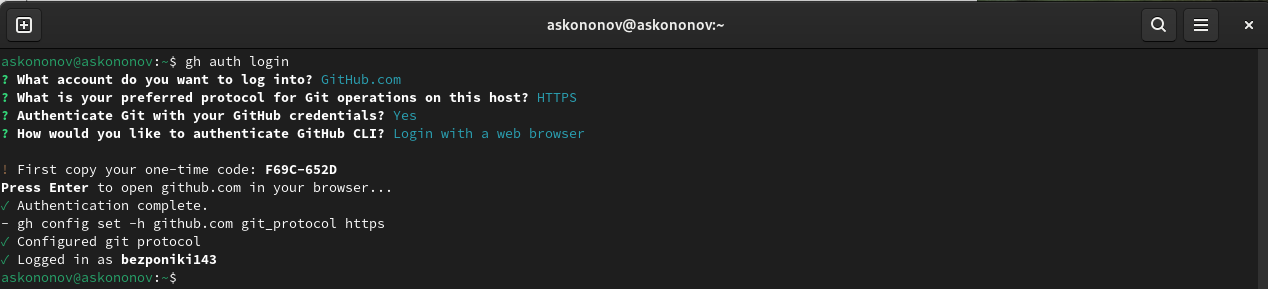 askononov@askononov:~
askononov@askononov:~$ gh auth login
? What account do you want to log into? GitHub.com
? What is your preferred protocol for Git operations on this host? HTTPS
? Authenticate Git with your GitHub credentials? Yes
? How would you like to authenticate GitHub CLI? Login with a web browser
! First copy your one-time code: F69C-652D
Press Enter to open github.com in your browser...
✓ Authentication complete.
- gh config set -h github.com git_protocol https
✓ Configured git protocol
✓ Logged in as bezponiki143
askononov@askononov:~$